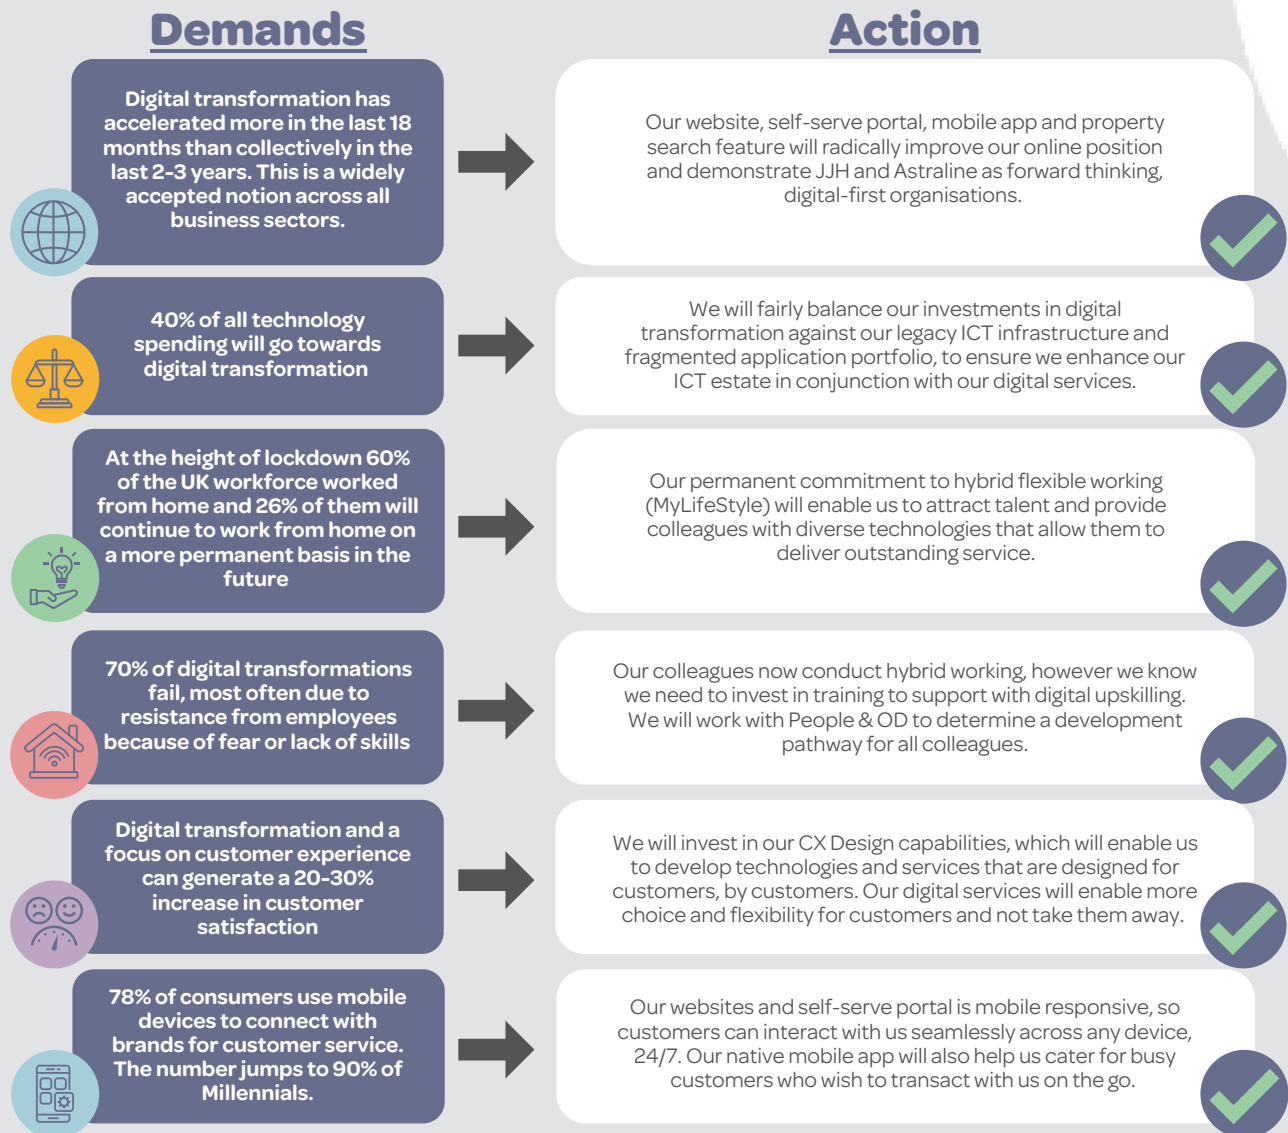 Demands
Action
Digital transformation has
accelerated more in the last 18
months than collectively in the
last 2-3 years. This is a widely
accepted notion across all
business sectors.
Our website, self-serve portal, mobile app and property
search feature will radically improve our online position
and demonstrate JJH and Astraline as forward thinking,
digital-first organisations.
40% of all technology
spending will go towards
digital transformation
We will fairly balance our investments in digital
transformation against our legacy ICT infrastructure and
fragmented application portfolio, to ensure we enhance our
ICT estate in conjunction with our digital services.
At the height of lockdown 60%
of the UK workforce worked
from home and 26% of them will
continue to work from home on
a more permanent basis in the
future
Our permanent commitment to hybrid flexible working
(MyLifeStyle) will enable us to attract talent and provide
colleagues with diverse technologies that allow them to
deliver outstanding service.
70% of digital transformations
fail, most often due to
resistance from employees
because of fear or lack of skills
Our colleagues now conduct hybrid working, however we know
we need to invest in training to support with digital upskilling.
We will work with People & OD to determine a development
pathway for all colleagues.
Digital transformation and a
focus on customer experience
can generate a 20-30%
increase in customer
satisfaction
We will invest in our CX Design capabilities, which will enable us
to develop technologies and services that are designed for
customers, by customers. Our digital services will enable more
choice and flexibility for customers and not take them away.
78% of consumers use mobile
devices to connect with
brands for customer service.
The number jumps to 90% of
Millennials.
Our websites and self-serve portal is mobile responsive, so
customers can interact with us seamlessly across any device,
24/7. Our native mobile app will also help us cater for busy
customers who wish to transact with us on the go.